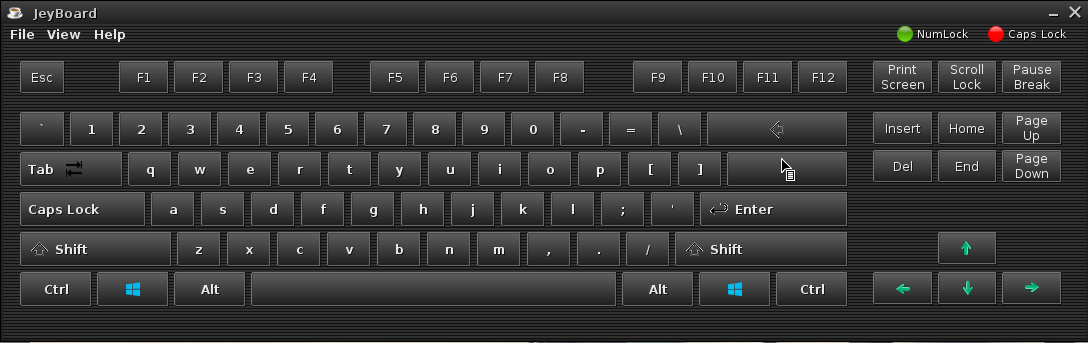 JeyBoard
File View Help NumLock Caps Lock
Esc F1 F2 F3 F4 F5 F6 F7 F8 F9 F10 F11 F12 Print Screen Scroll Lock Pause Break
` 1 2 3 4 5 6 7 8 9 0 - = \ Insert Home Page Up
Tab q w e r t y u i o p [ ] Del End Page Down
Caps Lock a s d f g h j k l ; ' Enter
Shift z x c v b n m , . / Shift
Ctrl Alt Alt Ctrl